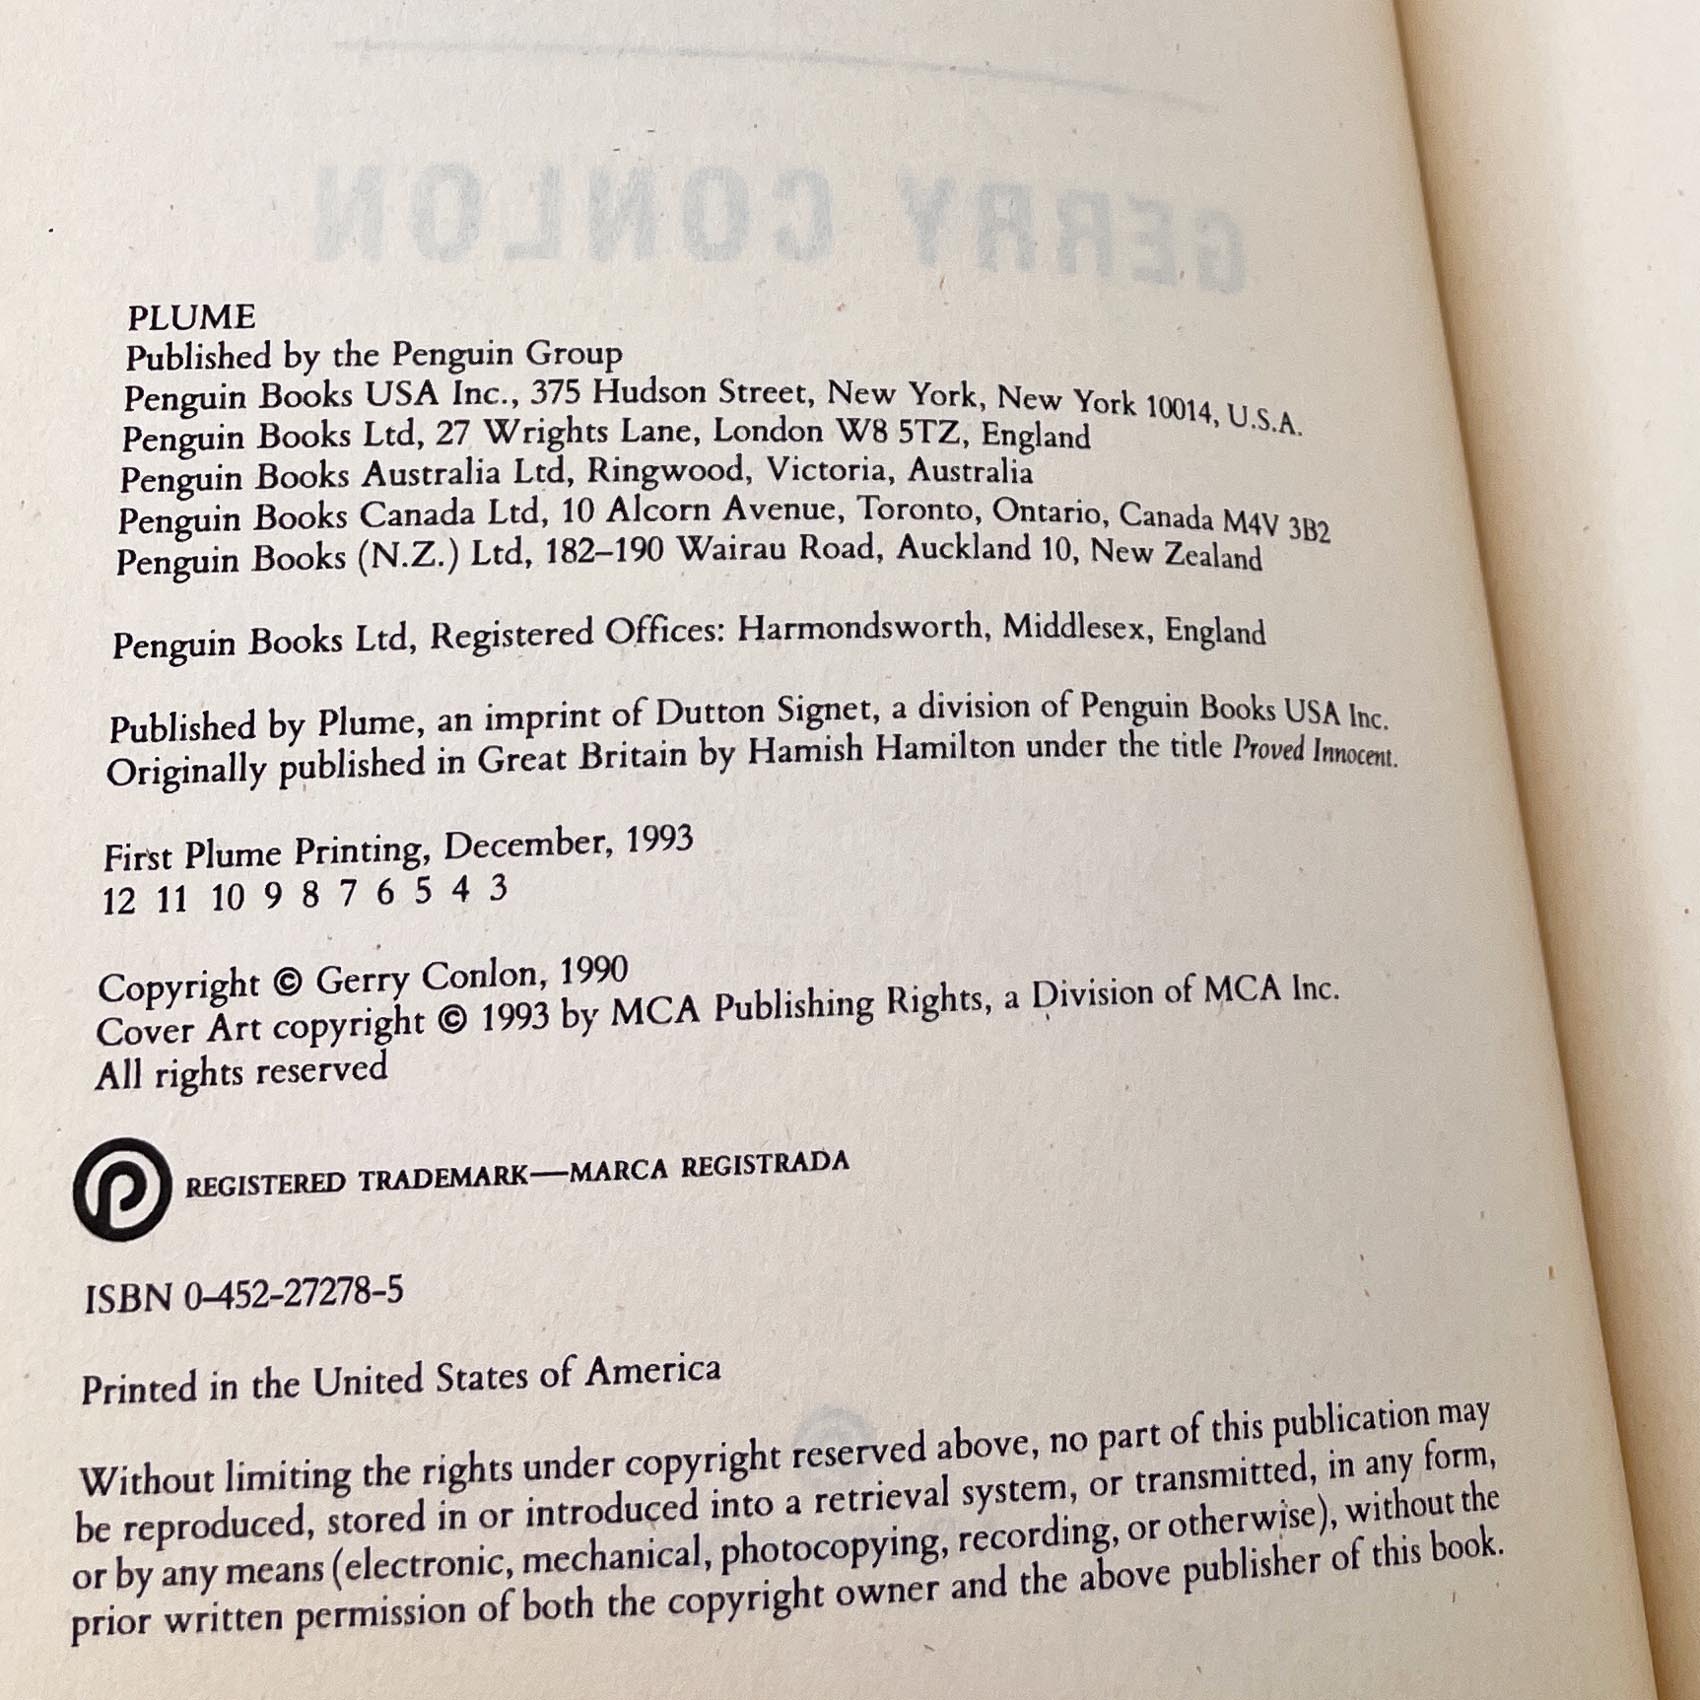 GERRY CONLON
PLUME
Published by the Penguin Group
Penguin Books USA Inc., 375 Hudson Street, New York, New York 10014, U.S.A.
Penguin Books Ltd, 27 Wrights Lane, London W8 5TZ, England
Penguin Books Australia Ltd, Ringwood, Victoria, Australia
Penguin Books Canada Ltd, 10 Alcorn Avenue, Toronto, Ontario, Canada M4V 3B2
Penguin Books (N.Z.) Ltd, 182–190 Wairau Road, Auckland 10, New Zealand
Penguin Books Ltd, Registered Offices: Harmondsworth, Middlesex, England
Published by Plume, an imprint of Dutton Signet, a division of Penguin Books USA Inc.
Originally published in Great Britain by Hamish Hamilton under the title Proved Innocent.
First Plume Printing, December, 1993
12 11 10 9 8 7 6 5 4 3
Copyright © Gerry Conlon, 1990
Cover Art copyright © 1993 by MCA Publishing Rights, a Division of MCA Inc.
All rights reserved
REGISTERED TRADEMARK—MARCA REGISTRADA
ISBN 0-452-27278-5
Printed in the United States of America
Without limiting the rights under copyright reserved above, no part of this publication may
be reproduced, stored in or introduced into a retrieval system, or transmitted, in any form,
or by any means (electronic, mechanical, photocopying, recording, or otherwise), without the
prior written permission of both the copyright owner and the above publisher of this book.